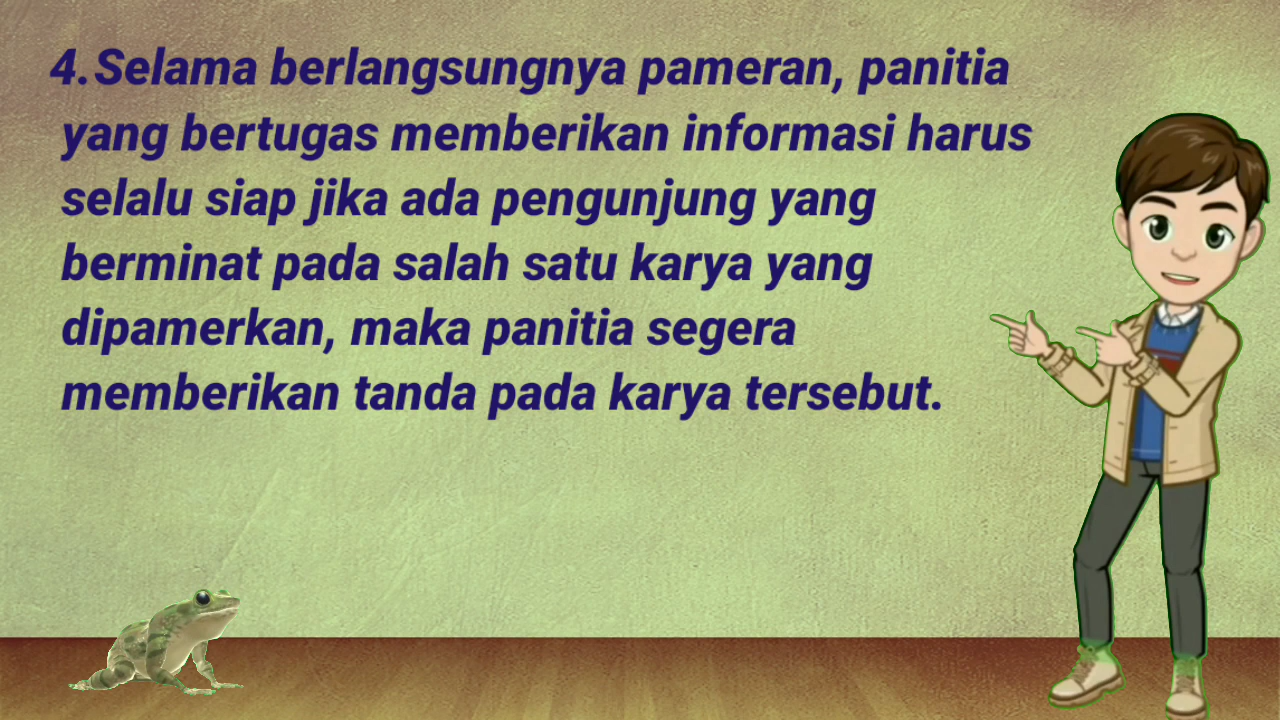 4. Selama berlangsungnya pameran, panitia
yang bertugas memberikan informasi harus
selalu siap jika ada pengunjung yang
berminat pada salah satu karya yang
dipamerkan, maka panitia segera
memberikan tanda pada karya tersebut.